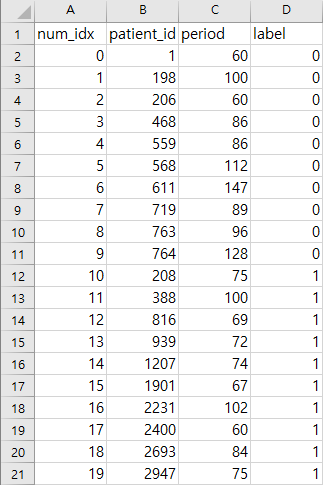 A B C D
1 num_idx patient_id period label
2 0 1 60 0
3 1 198 100 0
4 2 206 60 0
5 3 468 86 0
6 4 559 86 0
7 5 568 112 0
8 6 611 147 0
9 7 719 89 0
10 8 763 96 0
11 9 764 128 0
12 10 208 75 1
13 11 388 100 1
14 12 816 69 1
15 13 939 72 1
16 14 1207 74 1
17 15 1901 67 1
18 16 2231 102 1
19 17 2400 60 1
20 18 2693 84 1
21 19 2947 75 1